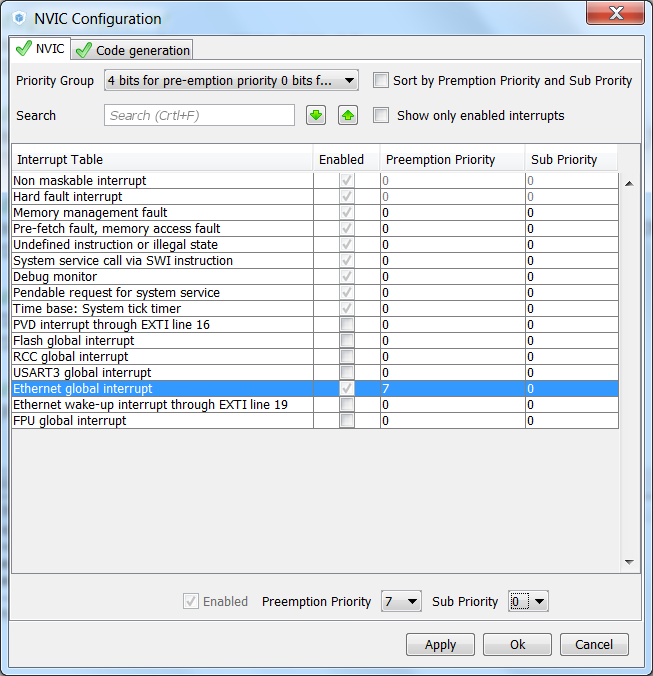 NVIC Configuration
NVIC Code generation
Priority Group 4 bits for pre-emption priority 0 bits f... Sort by Premption Priority and Sub Prority
Search Search (Crtl+F) Show only enabled interrupts
Interrupt Table Enabled Preemption Priority Sub Priority
Non maskable interrupt 0 0
Hard fault interrupt 0 0
Memory management fault 0 0
Pre-fetch fault, memory access fault 0 0
Undefined instruction or illegal state 0 0
System service call via SWI instruction 0 0
Debug monitor 0 0
Pendable request for system service 0 0
Time base: System tick timer 0 0
PVD interrupt through EXTI line 16 0 0
Flash global interrupt 0 0
RCC global interrupt 0 0
USART3 global interrupt 0 0
Ethernet global interrupt 7 0
Ethernet wake-up interrupt through EXTI line 19 0 0
FPU global interrupt 0 0
Enabled Preemption Priority 7 Sub Priority 0
Apply Ok Cancel